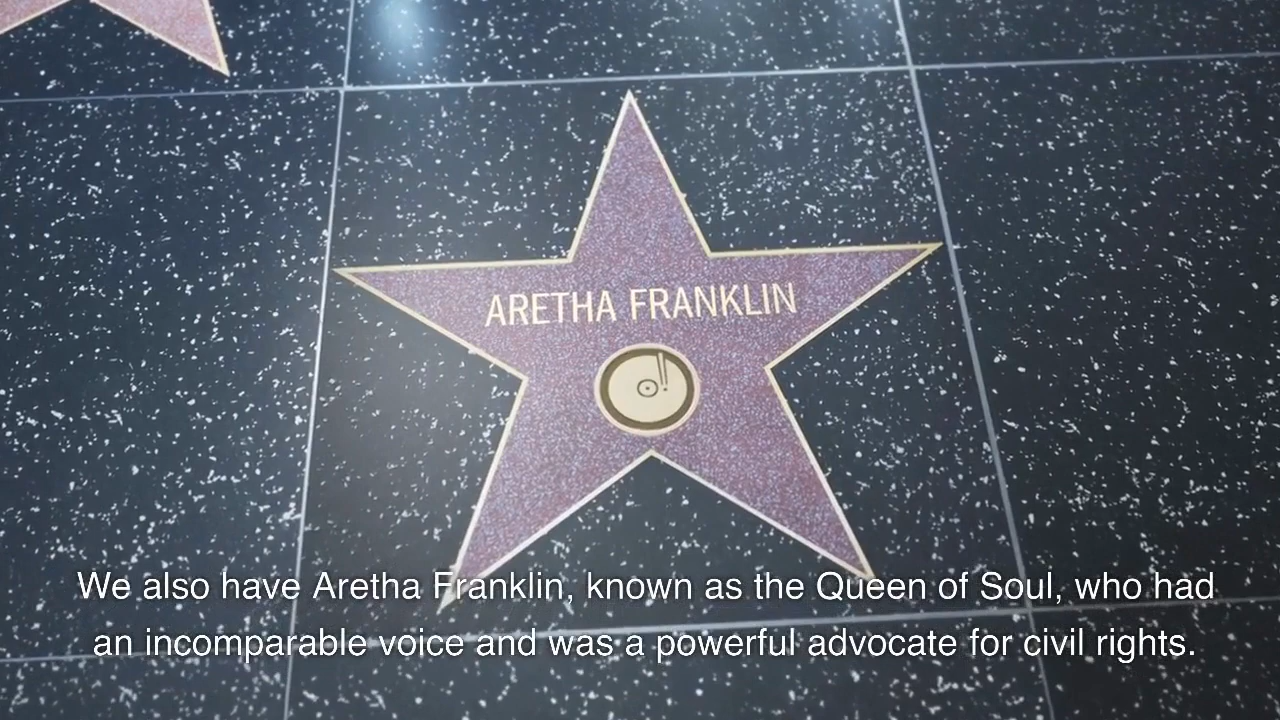 ARETHA FRANKLIN
We also have Aretha Franklin, known as the Queen of Soul, who had
an incomparable voice and was a powerful advocate for civil rights.